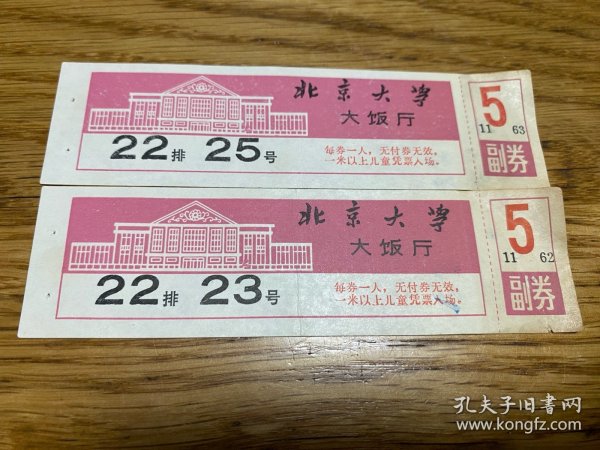 北京大学
大饭厅
22排 25号
每券一人，无付券无效，
一米以上儿童凭票入场。
5
11 63
副券
北京大学
大饭厅
22排 23号
每券一人，无付券无效，
一米以上儿童凭票入场。
5
11 62
副券
孔夫子旧书网
www.kongfz.com